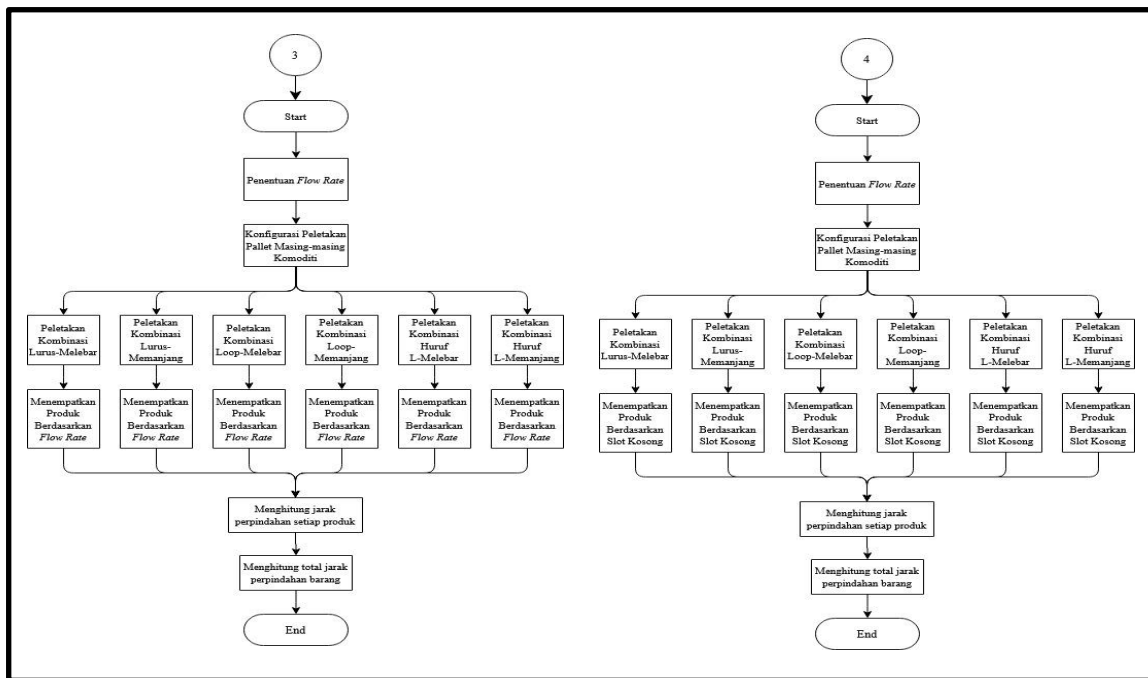 3
Start
Penentuan Flow Rate
Konfigurasi Peletakan
Pallet Masing-masing
Komoditi
Peletakan
Kombinasi
Lurus-Melebar
Peletakan
Kombinasi
Lurus-
Memanjang
Peletakan
Kombinasi
Loop-Melebar
Peletakan
Kombinasi
Loop-
Memanjang
Peletakan
Kombinasi
Huruf
L-Melebar
Peletakan
Kombinasi
Huruf
L-Memanjang
Menempatkan
Produk
Berdasarkan
Flow Rate
Menempatkan
Produk
Berdasarkan
Flow Rate
Menempatkan
Produk
Berdasarkan
Flow Rate
Menempatkan
Produk
Berdasarkan
Flow Rate
Menempatkan
Produk
Berdasarkan
Flow Rate
Menempatkan
Produk
Berdasarkan
Flow Rate
Menghitung jarak
perpindahan setiap produk
Menghitung total jarak
perpindahan barang
End
4
Start
Penentuan Flow Rate
Konfigurasi Peletakan
Pallet Masing-masing
Komoditi
Peletakan
Kombinasi
Lurus-Melebar
Peletakan
Kombinasi
Lurus-
Memanjang
Peletakan
Kombinasi
Loop-Melebar
Peletakan
Kombinasi
Loop-
Memanjang
Peletakan
Kombinasi
Huruf
L-Melebar
Peletakan
Kombinasi
Huruf
L-Memanjang
Menempatkan
Produk
Berdasarkan
Slot Kosong
Menempatkan
Produk
Berdasarkan
Slot Kosong
Menempatkan
Produk
Berdasarkan
Slot Kosong
Menempatkan
Produk
Berdasarkan
Slot Kosong
Menempatkan
Produk
Berdasarkan
Slot Kosong
Menempatkan
Produk
Berdasarkan
Slot Kosong
Menghitung jarak
perpindahan setiap produk
Menghitung total jarak
perpindahan barang
End